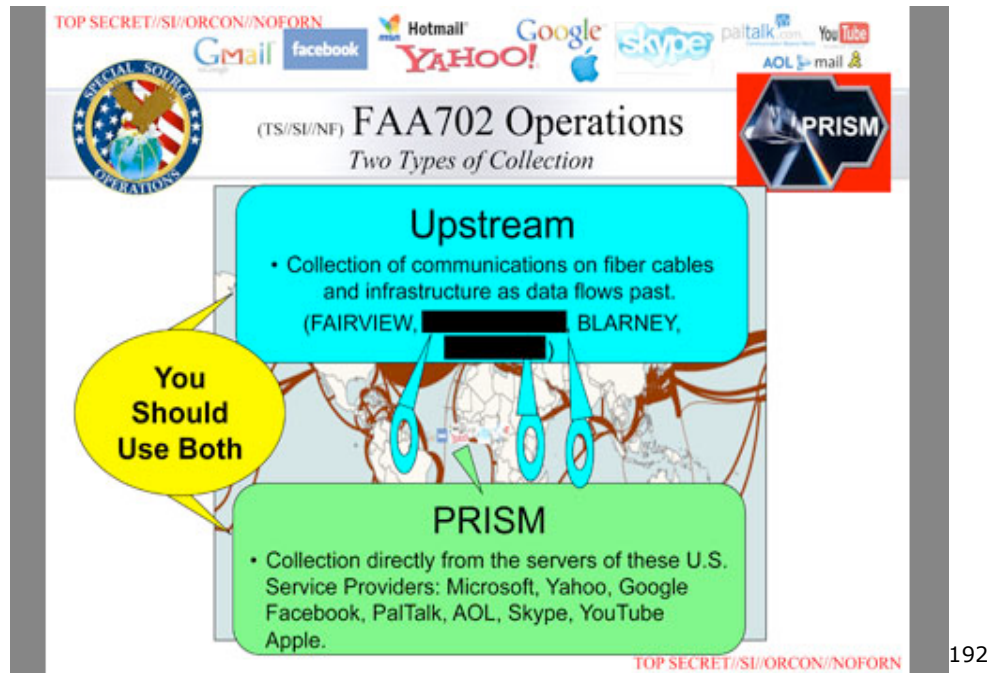 TOP SECRET//SI//ORCON//NOFORN
Gmail
facebook
msn Hotmail
Google
YAHOO!
skype
paltalk.com
YouTube
AOL mail
SPECIAL SOURCE OPERATIONS
(TS//SI//NF) FAA702 Operations
Two Types of Collection
PRISM
Upstream
• Collection of communications on fiber cables
and infrastructure as data flows past.
(FAIRVIEW, , BLARNEY,
)
You
Should
Use Both
PRISM
• Collection directly from the servers of these U.S.
Service Providers: Microsoft, Yahoo, Google
Facebook, PalTalk, AOL, Skype, YouTube
Apple.
TOP SECRET//SI//ORCON//NOFORN
192